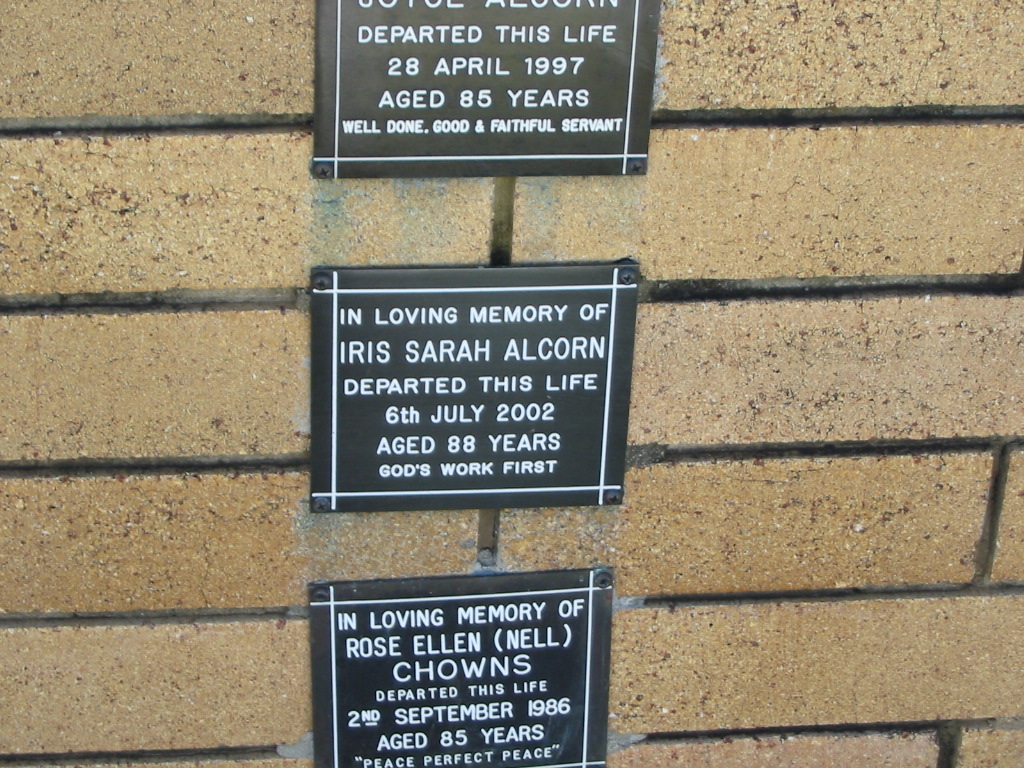 JOYCE ALCORN
DEPARTED THIS LIFE
28 APRIL 1997
AGED 85 YEARS
WELL DONE, GOOD & FAITHFUL SERVANT
IN LOVING MEMORY OF
IRIS SARAH ALCORN
DEPARTED THIS LIFE
6th JULY 2002
AGED 88 YEARS
GOD'S WORK FIRST
IN LOVING MEMORY OF
ROSE ELLEN (NELL)
CHOWNS
DEPARTED THIS LIFE
2ND SEPTEMBER 1986
AGED 85 YEARS
"PEACE PERFECT PEACE"